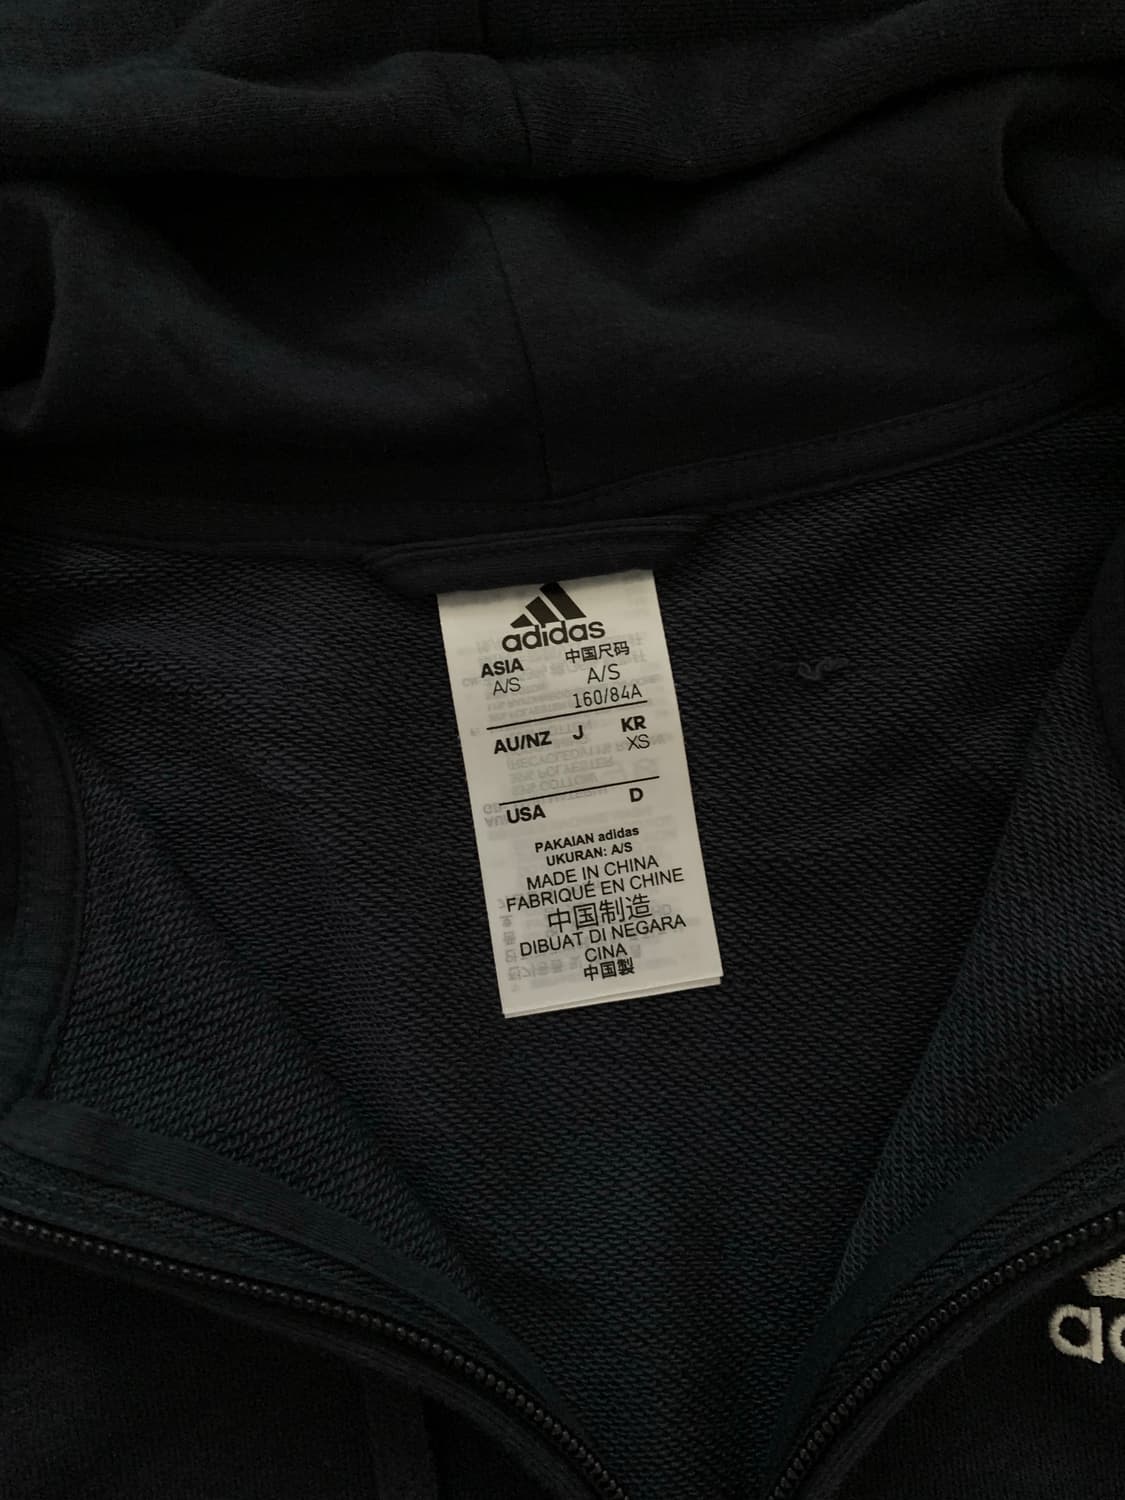 adidas
ASIA 中国尺码
A/S A/S
160/84A
AU/NZ J KR
XS
USA D
PAKAIAN adidas
UKURAN: A/S
MADE IN CHINA
FABRIQUÉ EN CHINE
中国制造
DIBUAT DI NEGARA
CINA
中国製
ad